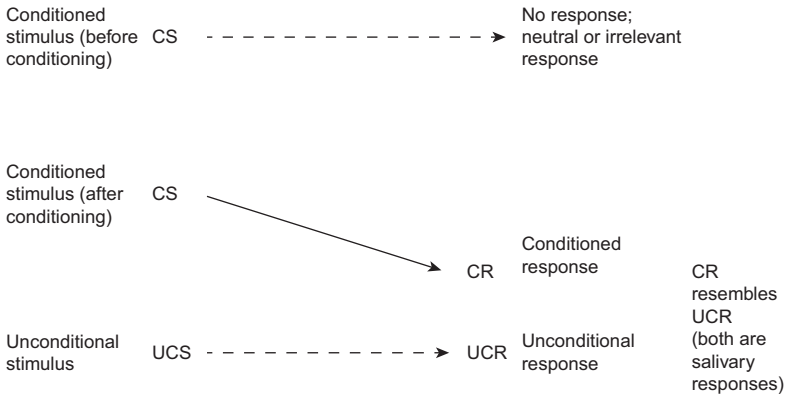 Conditioned
stimulus (before
conditioning)
CS
No response;
neutral or irrelevant
response
Conditioned
stimulus (after
conditioning)
CS
CR
Conditioned
response
Unconditional
stimulus
UCS
UCR
Unconditional
response
CR
resembles
UCR
(both are
salivary
responses)